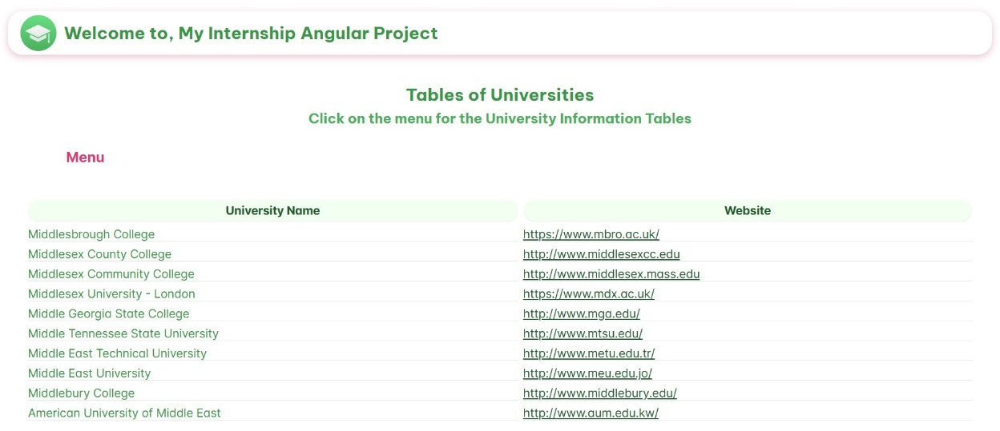 Welcome to, My Internship Angular Project
Tables of Universities
Click on the menu for the University Information Tables
Menu
University Name Website
Middlesbrough College https://www.mbro.ac.uk/
Middlesex County College http://www.middlesexcc.edu
Middlesex Community College http://www.middlesex.mass.edu
Middlesex University - London https://www.mdx.ac.uk/
Middle Georgia State College http://www.mga.edu/
Middle Tennessee State University http://www.mtsu.edu/
Middle East Technical University http://www.metu.edu.tr/
Middle East University http://www.meu.edu.jo/
Middlebury College http://www.middlebury.edu/
American University of Middle East http://www.aum.edu.kw/